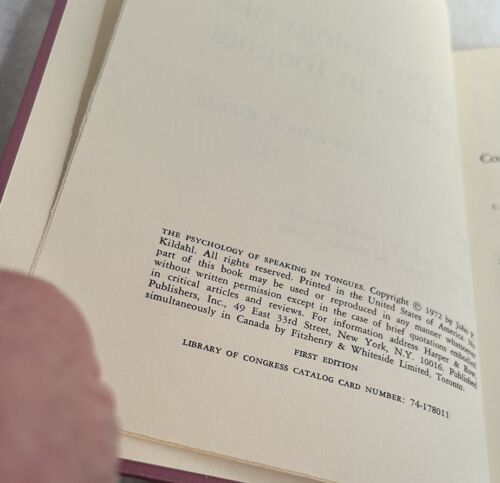 THE PSYCHOLOGY OF SPEAKING IN TONGUES. Copyright © 1972 by John P.
Kildahl. All rights reserved. Printed in the United States of America. No
part of this book may be used or reproduced in any manner whatsoever
without written permission except in the case of brief quotations embodied
in critical articles and reviews. For information address Harper & Row,
Publishers, Inc., 49 East 33rd Street, New York, N.Y. 10016. Published
simultaneously in Canada by Fitzhenry & Whiteside Limited, Toronto.
FIRST EDITION
LIBRARY OF CONGRESS CATALOG CARD NUMBER: 74-178011